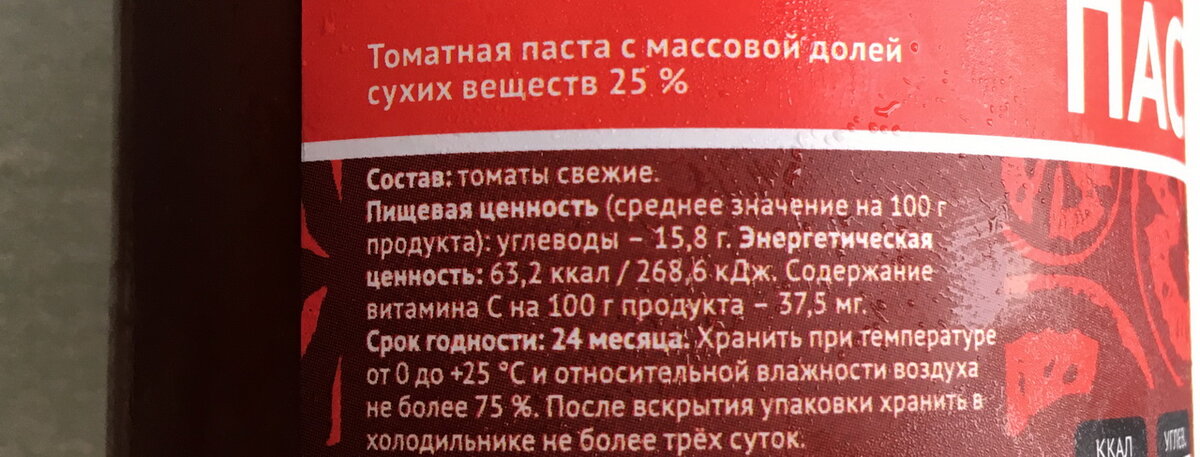 Томатная паста с массовой долей
сухих веществ 25 %
Состав: томаты свежие.
Пищевая ценность (среднее значение на 100 г
продукта): углеводы – 15,8 г. Энергетическая
ценность: 63,2 ккал / 268,6 кДж. Содержание
витамина С на 100 г продукта – 37,5 мг.
Срок годности: 24 месяца. Хранить при температуре
от 0 до +25 °С и относительной влажности воздуха
не более 75 %. После вскрытия упаковки хранить в
холодильнике не более трёх суток.
Пас
ККАЛ
УГЛЕВ.